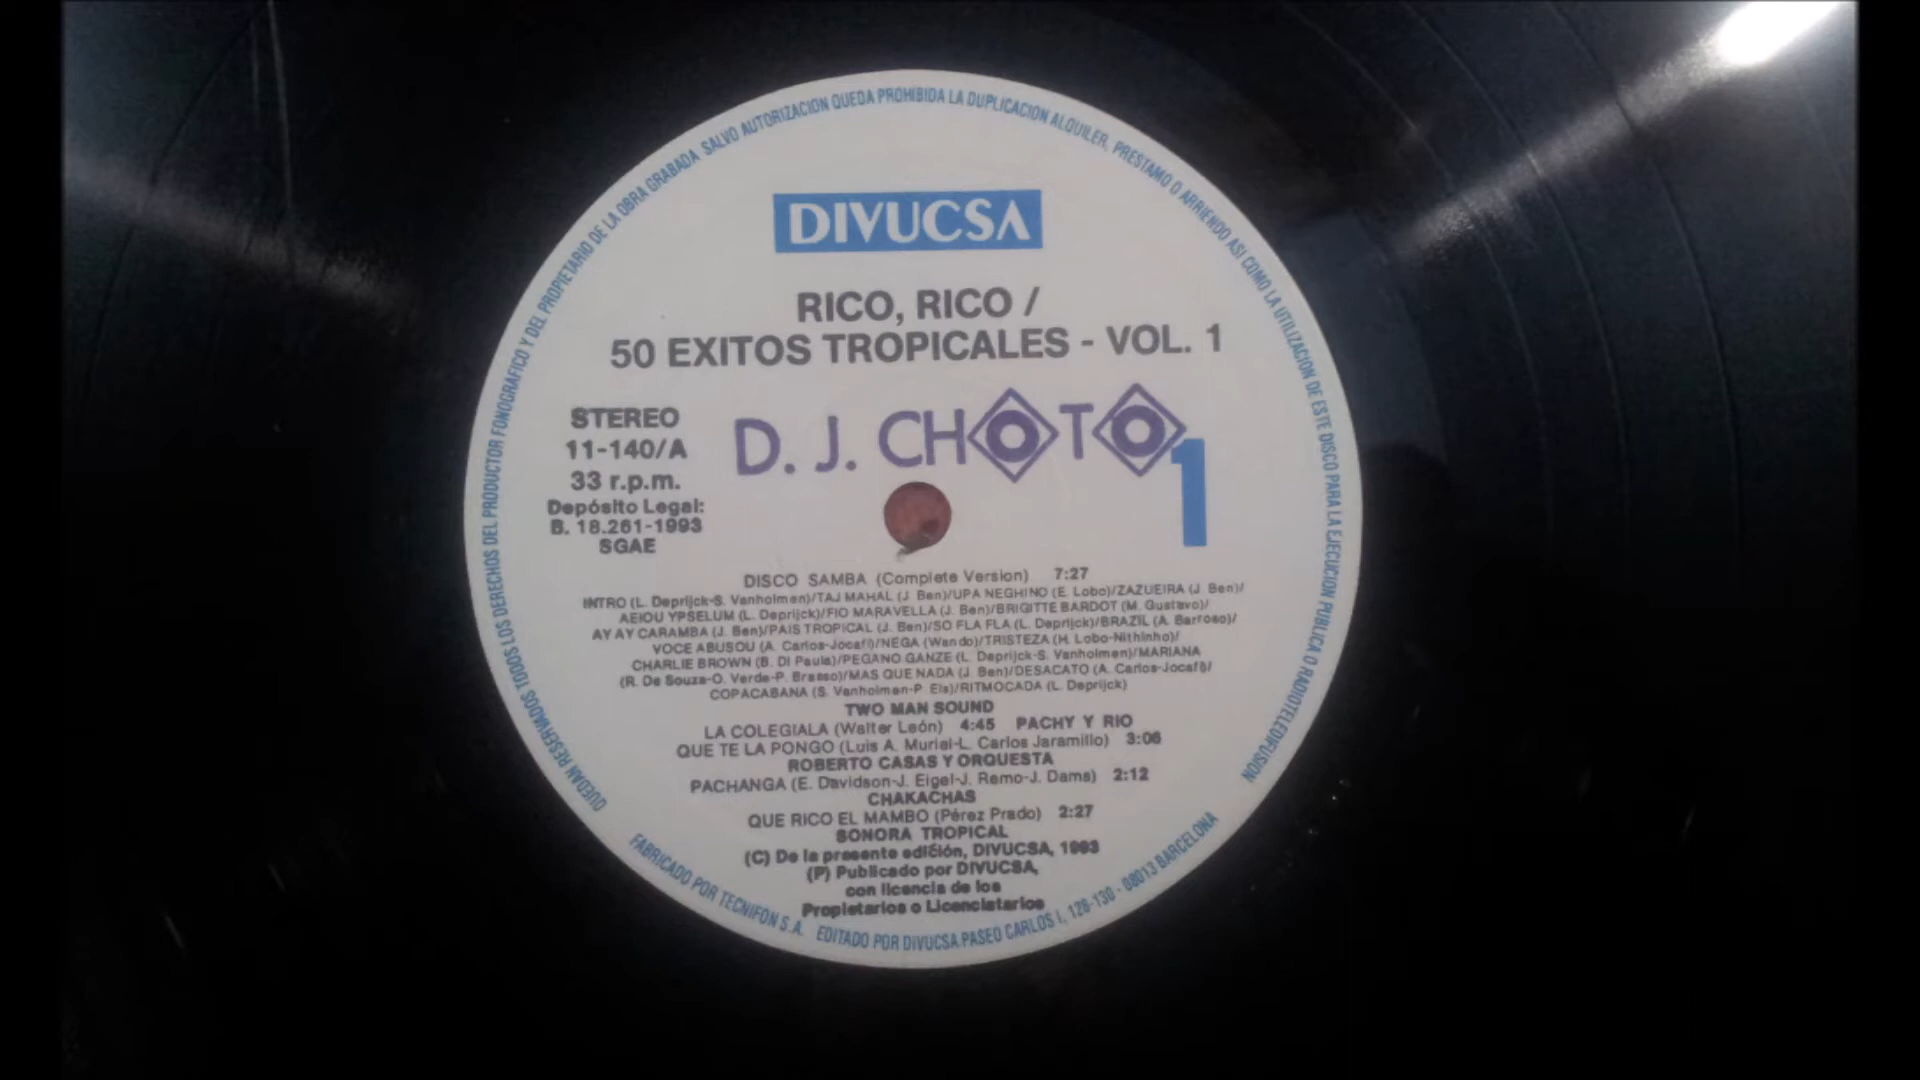 QUEDAN RESERVADOS TODOS LOS DERECHOS DEL PRODUCTOR FONOGRAFICO Y DEL PROPIETARIO DE LA OBRA GRABADA. SALVO AUTORIZACION QUEDA PROHIBIDA LA DUPLICACION ALQUILER, PRESTAMO O ARRIENDO ASI COMO LA UTILIZACION DE ESTE DISCO PARA LA EJECUCION PUBLICA O RADIOTELEDIFUSION
DIVUCSA
RICO, RICO /
50 EXITOS TROPICALES - VOL. 1
STEREO
11-140/A
33 r.p.m.
Depósito Legal:
B. 18.261-1993
SGAE
D. J. CHOTO
1
DISCO SAMBA (Complete Version) 7:27
INTRO (L. Deprijck-S. Vanholmen)/TAJ MAHAL (J. Ben)/UPA NEGHINO (E. Lobo)/ZAZUEIRA (J. Ben)/
AEIOU YPSELUM (L. Deprijck)/FIO MARAVELLA (J. Ben)/BRIGITTE BARDOT (M. Gustavo)/
AY AY CARAMBA (J. Ben)/PAIS TROPICAL (J. Ben)/SO FLA FLA (L. Deprijck)/BRAZIL (A. Barroso)/
VOCE ABUSOU (A. Carlos-Jocafi)/NEGA (Wando)/TRISTEZA (H. Lobo-Nithinho)/
CHARLIE BROWN (B. Di Paula)/PEGANO GANZE (L. Deprijck-S. Vanholmen)/MARIANA
(R. De Souza-O. Verde-P. Brasso)/MAS QUE NADA (J. Ben)/DESACATO (A. Carlos-Jocafi)/
COPACABANA (S. Vanholman-P. Els)/RITMOCADA (L. Deprijck)
TWO MAN SOUND
LA COLEGIALA (Walter León) 4:45 PACHY Y RIO
QUE TE LA PONGO (Luis A. Muriel-L. Carlos Jaramillo) 3:06
ROBERTO CASAS Y ORQUESTA
PACHANGA (E. Davidson-J. Eigel-J. Remo-J. Dams) 2:12
CHAKACHAS
QUE RICO EL MAMBO (Pérez Prado) 2:27
SONORA TROPICAL
(C) De la presente edición, DIVUCSA, 1993
(P) Publicado por DIVUCSA,
con licencia de los
Propietarios o Licenciatarios
FABRICADO POR TECNIFON S.A. EDITADO POR DIVUCSA PASEO CARLOS I, 126-130 - 08013 BARCELONA